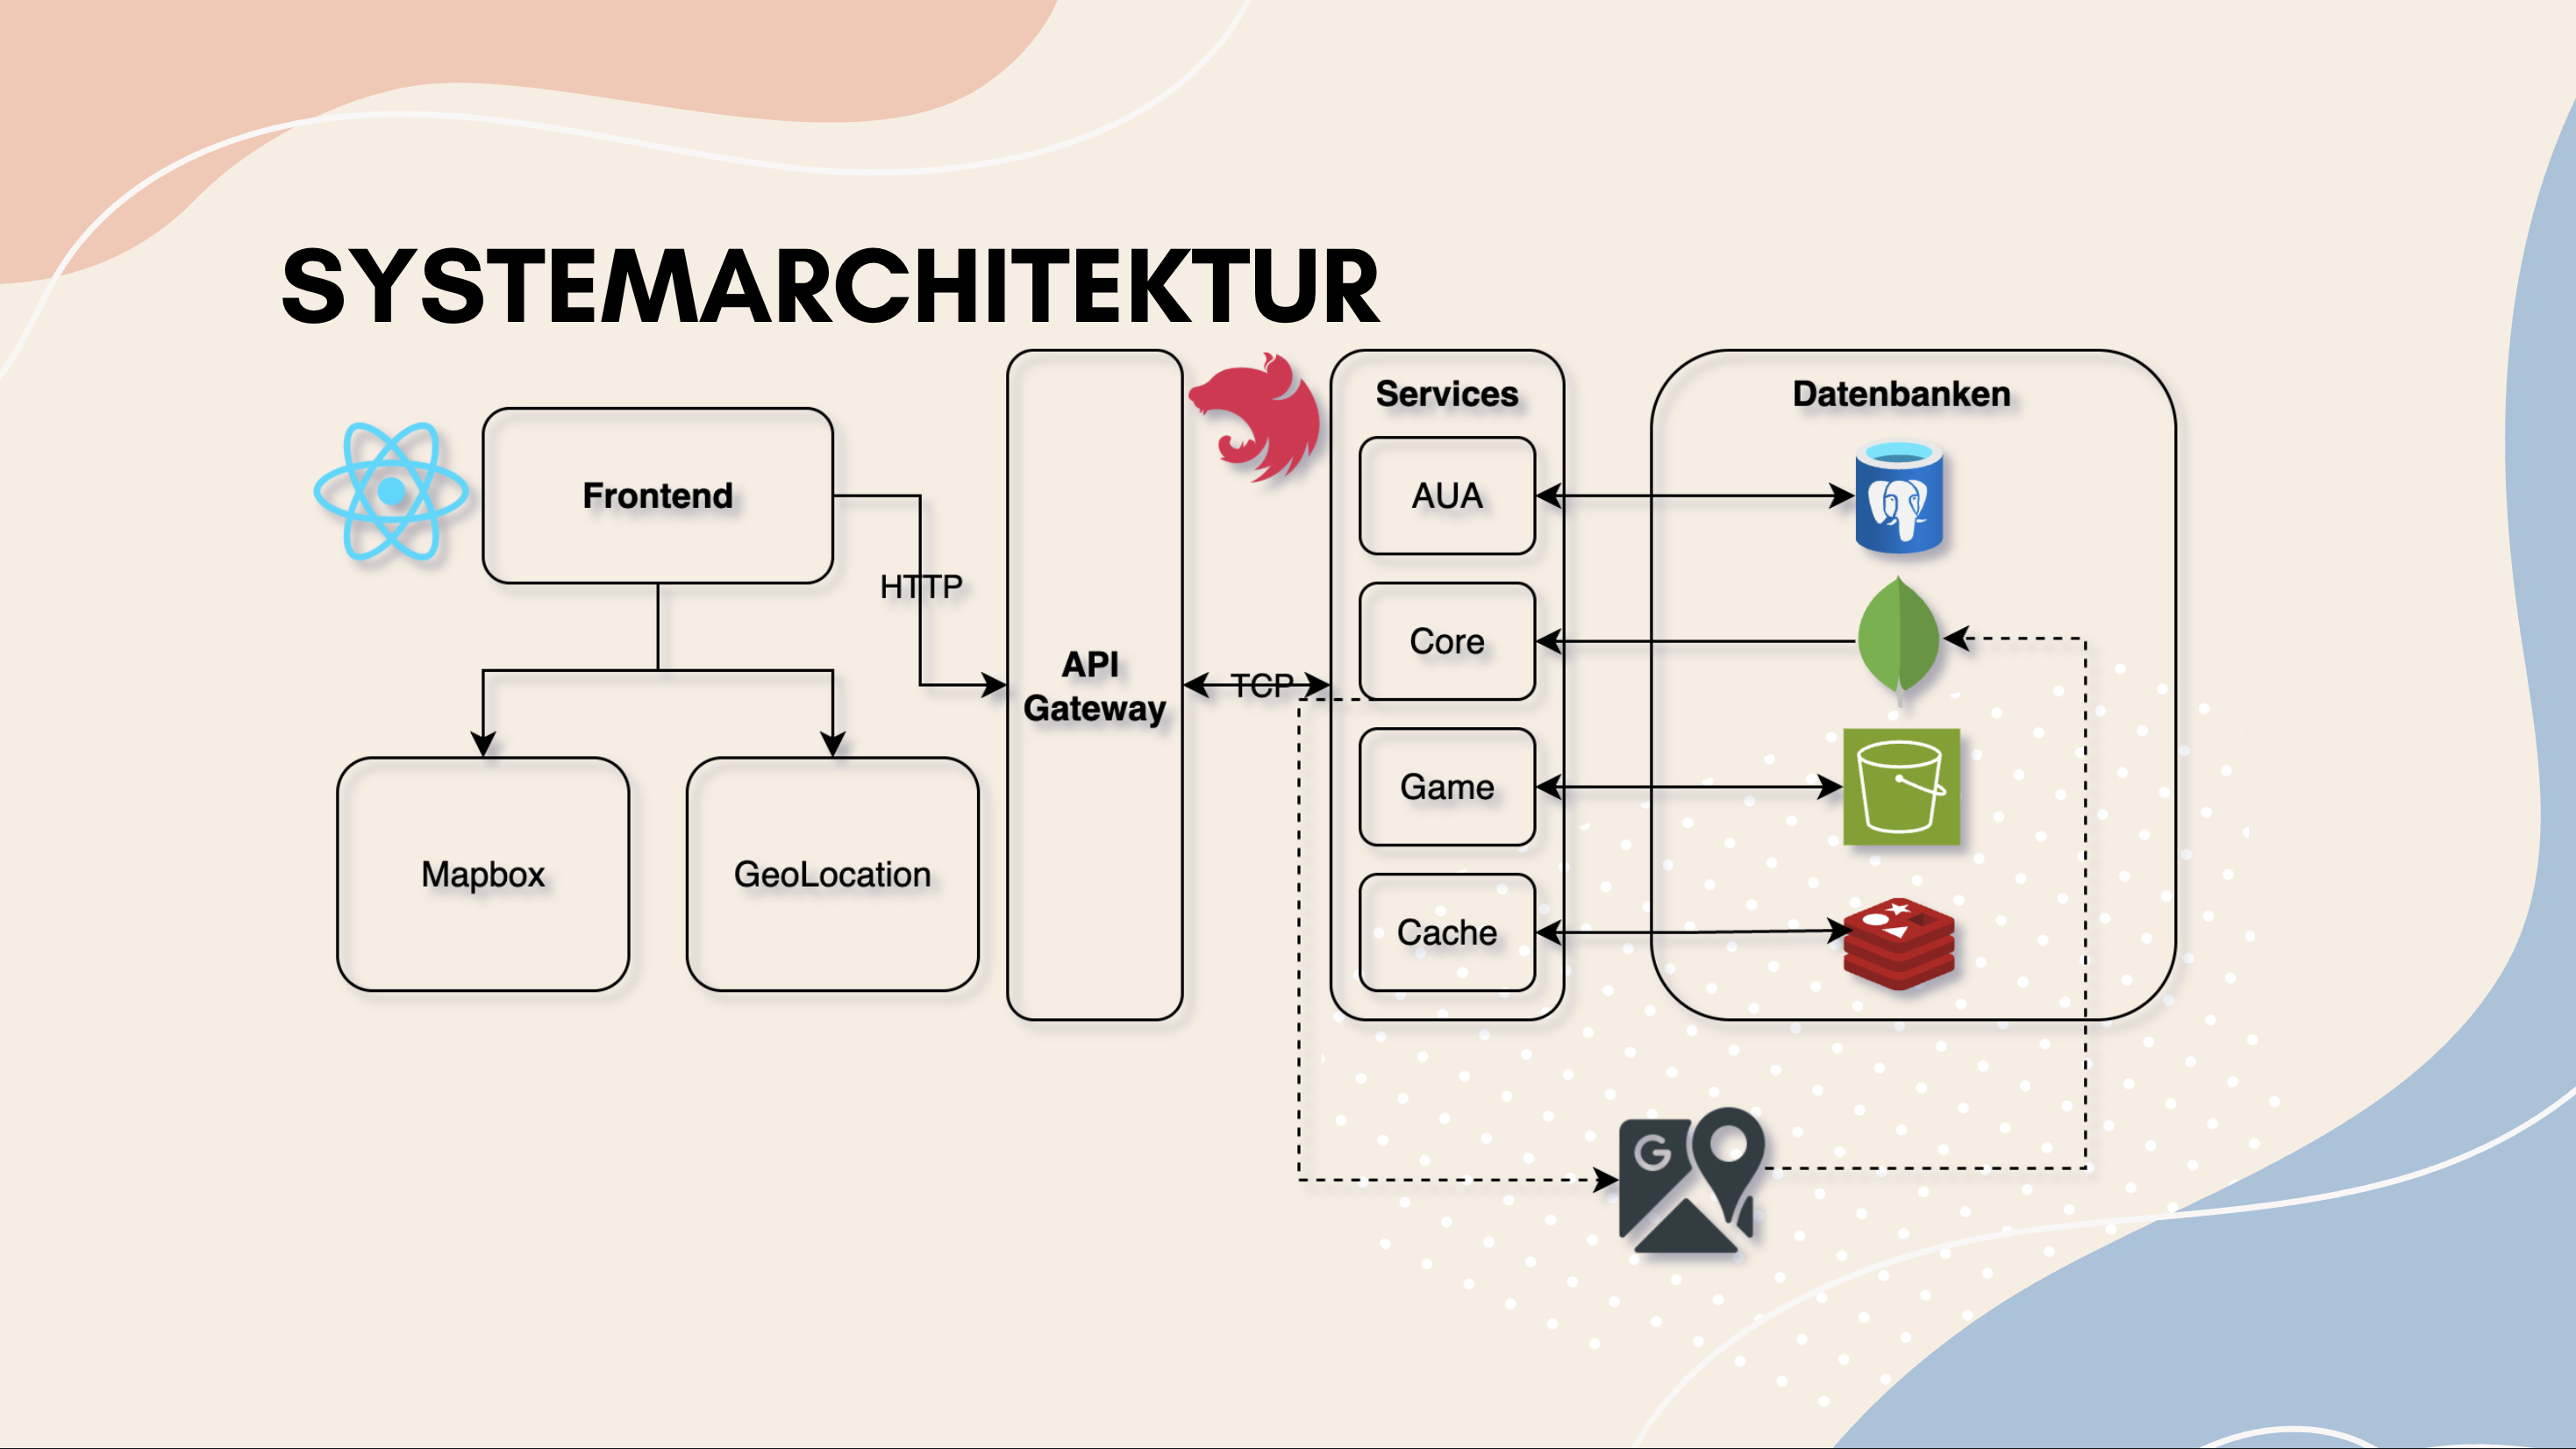 SYSTEMARCHITEKTUR
Frontend
HTTP
Mapbox
GeoLocation
API
Gateway
TCP
Services
AUA
Core
Game
Cache
Datenbanken
G